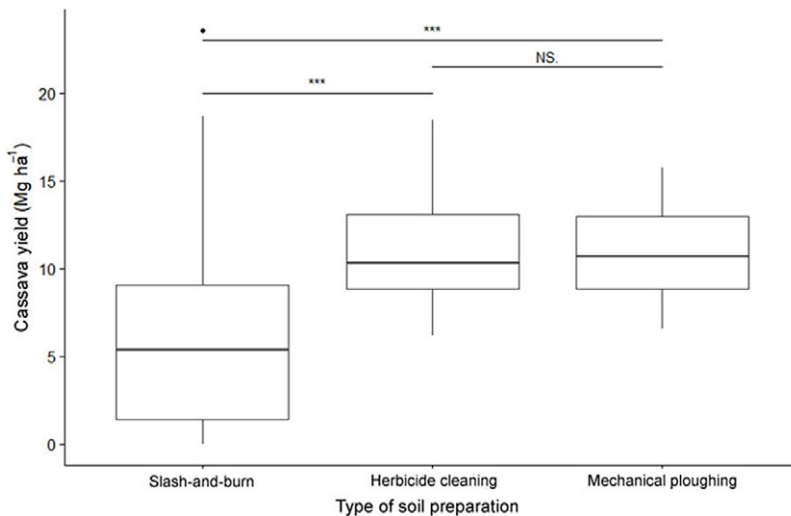 ***
NS.
***
20
15
10
5
0
Cassava yield (Mg ha⁻¹)
Slash-and-burn Herbicide cleaning Mechanical ploughing
Type of soil preparation